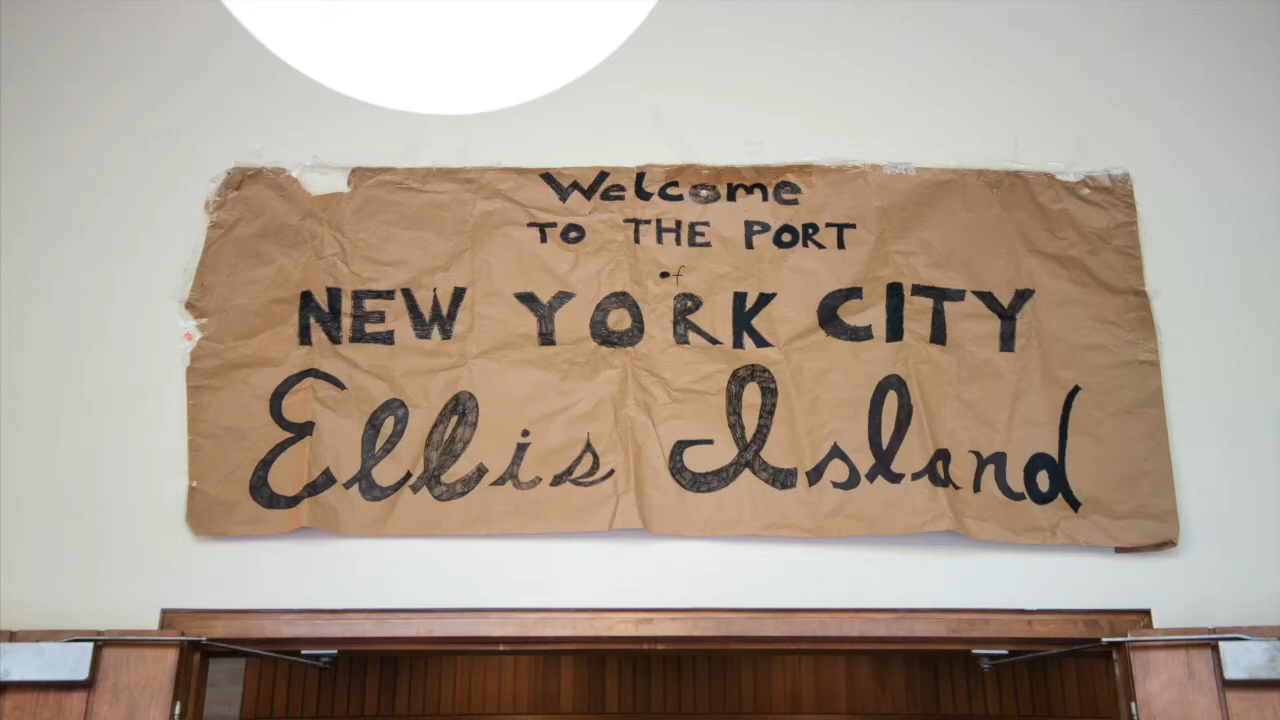 Welcome
TO THE PORT
of
NEW YORK CITY
Ellis Island